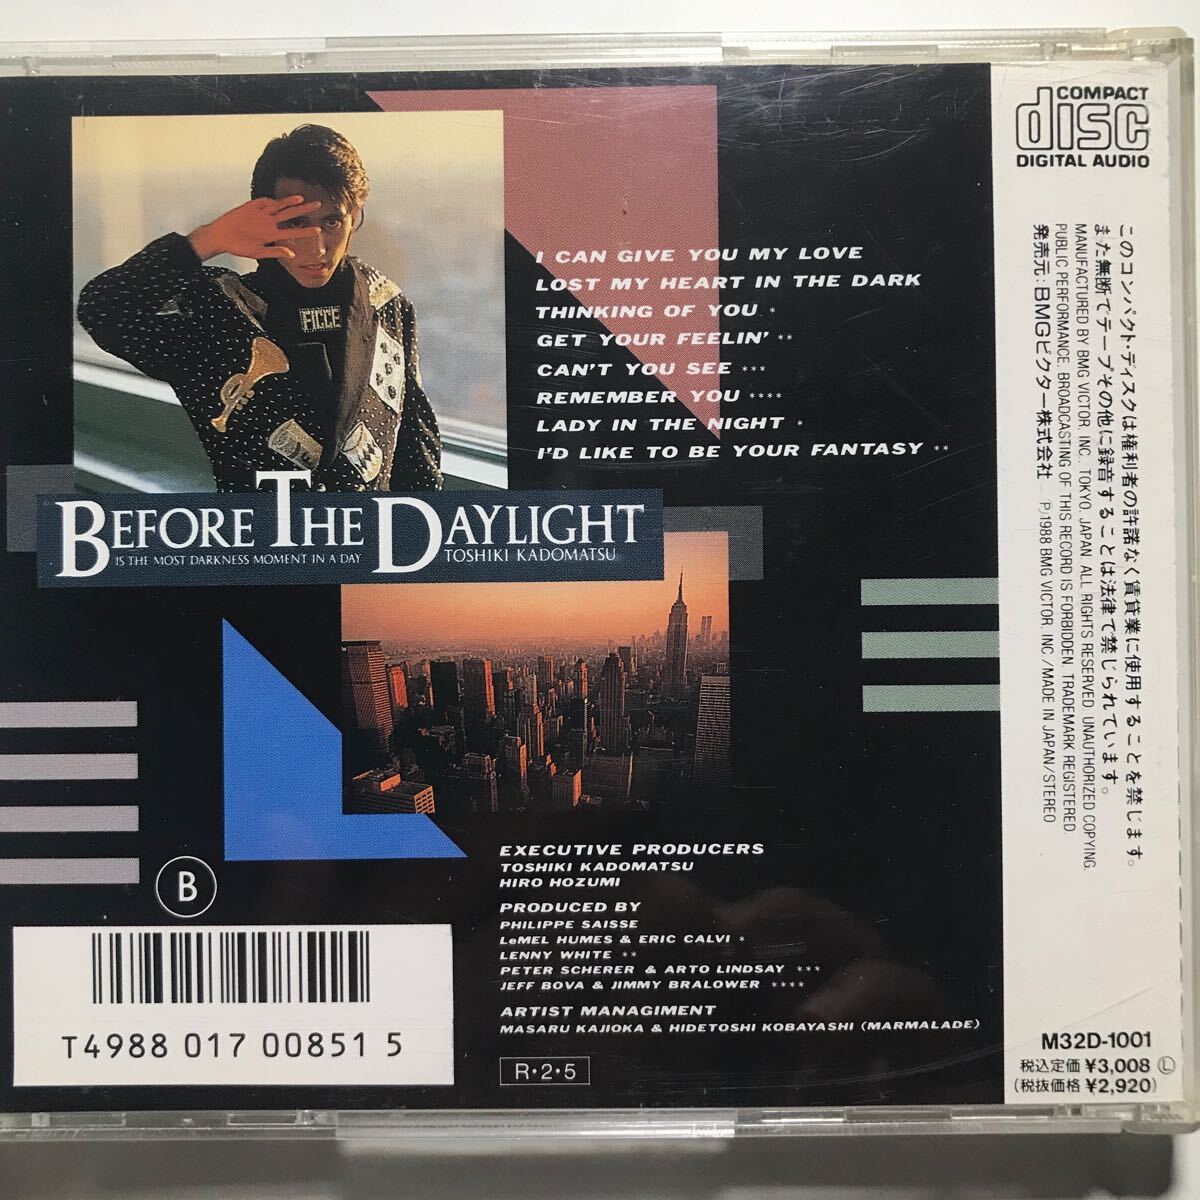 COMPACT
disc
DIGITAL AUDIO
FICCE
I CAN GIVE YOU MY LOVE
LOST MY HEART IN THE DARK
THINKING OF YOU *
GET YOUR FEELIN' **
CAN'T YOU SEE ***
REMEMBER YOU ****
LADY IN THE NIGHT *
I'D LIKE TO BE YOUR FANTASY **
BEFORE THE DAYLIGHT
IS THE MOST DARKNESS MOMENT IN A DAY
TOSHIKI KADOMATSU
EXECUTIVE PRODUCERS
TOSHIKI KADOMATSU
HIRO HOZUMI
PRODUCED BY
PHILIPPE SAISSE
LeMEL HUMES & ERIC CALVI *
LENNY WHITE **
PETER SCHERER & ARTO LINDSAY ***
JEFF BOVA & JIMMY BRALOWER ****
ARTIST MANAGIMENT
MASARU KAJIOKA & HIDETOSHI KOBAYASHI (MARMALADE)
R・2・5
B
T4988 017 00851 5
このコンパクト・ディスクは権利者の許諾なく賃貸業に使用することを禁じます。
また無断でテープその他に録音することは法律で禁じられています。
MANUFACTURED BY BMG VICTOR, INC., TOKYO, JAPAN. ALL RIGHTS RESERVED. UNAUTHORIZED COPYING,
PUBLIC PERFORMANCE, BROADCASTING OF THIS RECORD IS FORBIDDEN. TRADEMARK REGISTERED.
発売元:BMGビクター株式会社 ℗1988 BMG VICTOR, INC./MADE IN JAPAN/STEREO
M32D-1001
税込定価 ¥3,008 Ⓛ
(税抜価格 ¥2,920)